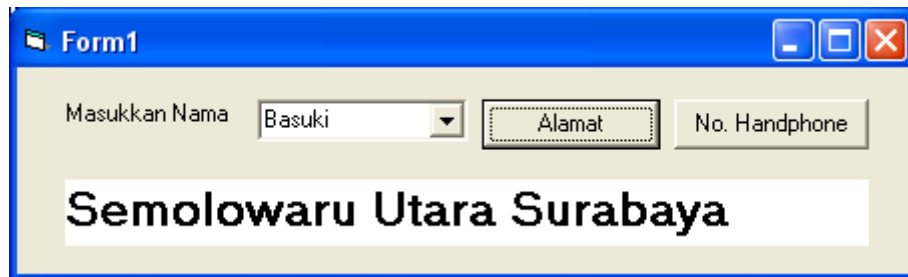 Form1
Masukkan Nama Basuki Alamat No. Handphone
Semolowaru Utara Surabaya